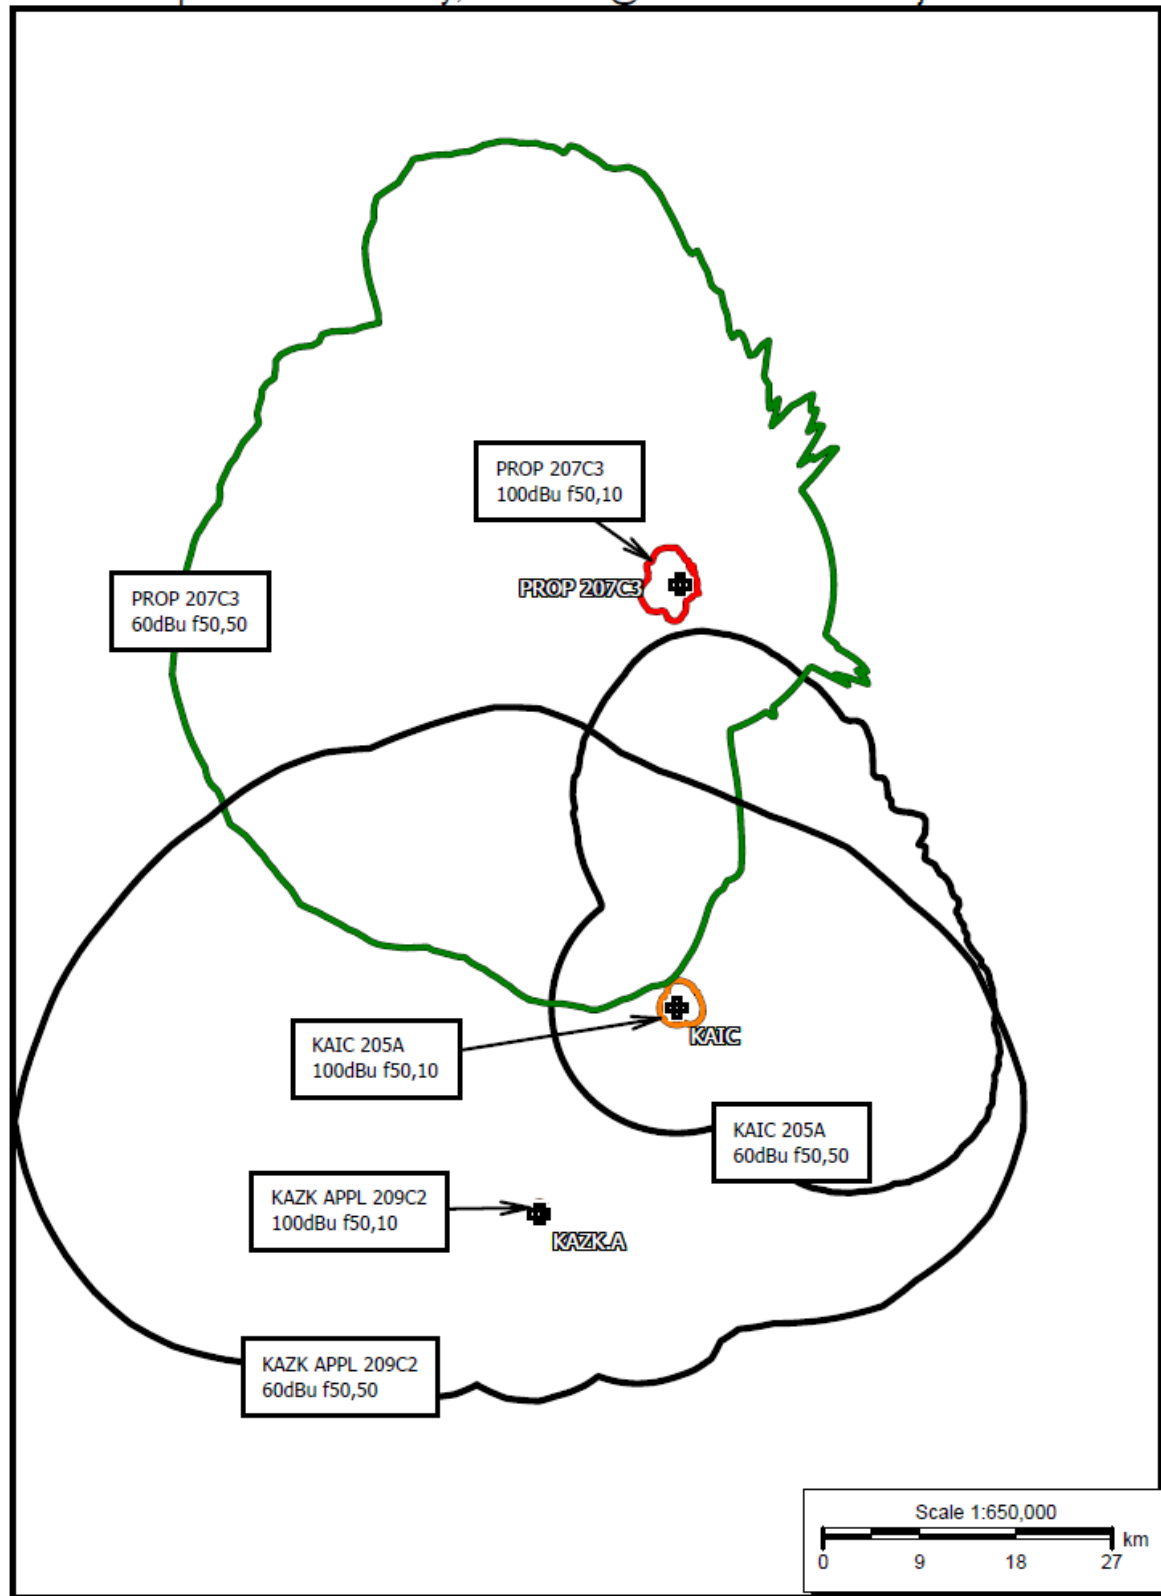 PROP 207C3
100dBu f50,10
PROP 207C3
PROP 207C3
60dBu f50,50
KAIC 205A
100dBu f50,10
KAIC
KAIC 205A
60dBu f50,50
KAZK APPL 209C2
100dBu f50,10
KAZK.A
KAZK APPL 209C2
60dBu f50,50
Scale 1:650,000
km
0 9 18 27